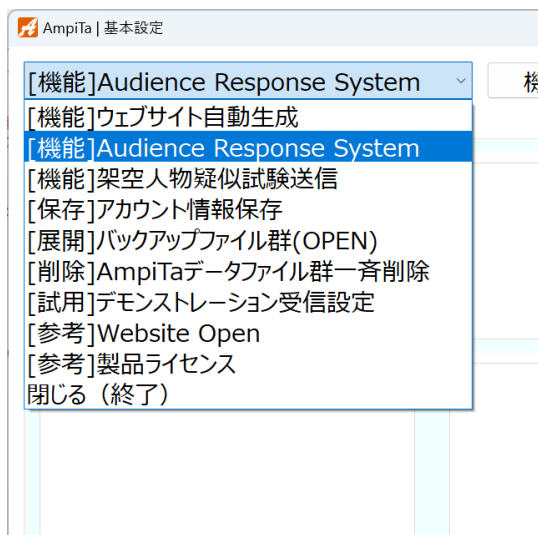 AmpiTa | 基本設定
[機能]Audience Response System
[機能]ウェブサイト自動生成
[機能]Audience Response System
[機能]架空人物疑似試験送信
[保存]アカウント情報保存
[展開]バックアップファイル群(OPEN)
[削除]AmpiTaデータファイル群一斉削除
[試用]デモンストレーション受信設定
[参考]Website Open
[参考]製品ライセンス
閉じる（終了）